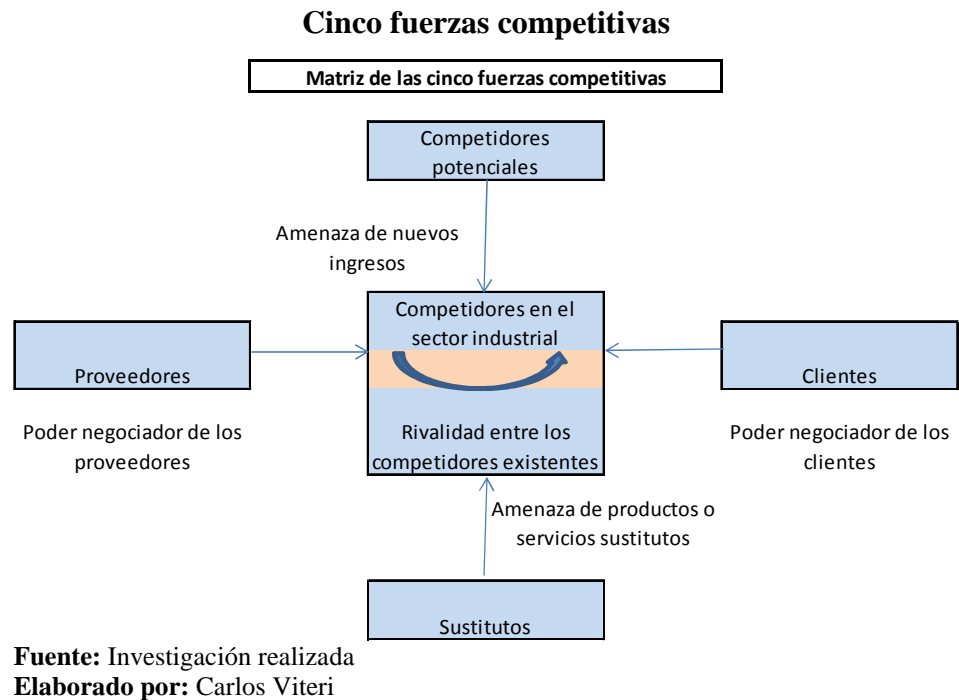 Cinco fuerzas competitivas
Matriz de las cinco fuerzas competitivas
Competidores
potenciales
Amenaza de nuevos
ingresos
Competidores en el
sector industrial
Proveedores
Clientes
Poder negociador de los
proveedores
Rivalidad entre los
competidores existentes
Poder negociador de los
clientes
Amenaza de productos o
servicios sustitutos
Sustitutos
Fuente: Investigación realizada
Elaborado por: Carlos Viteri